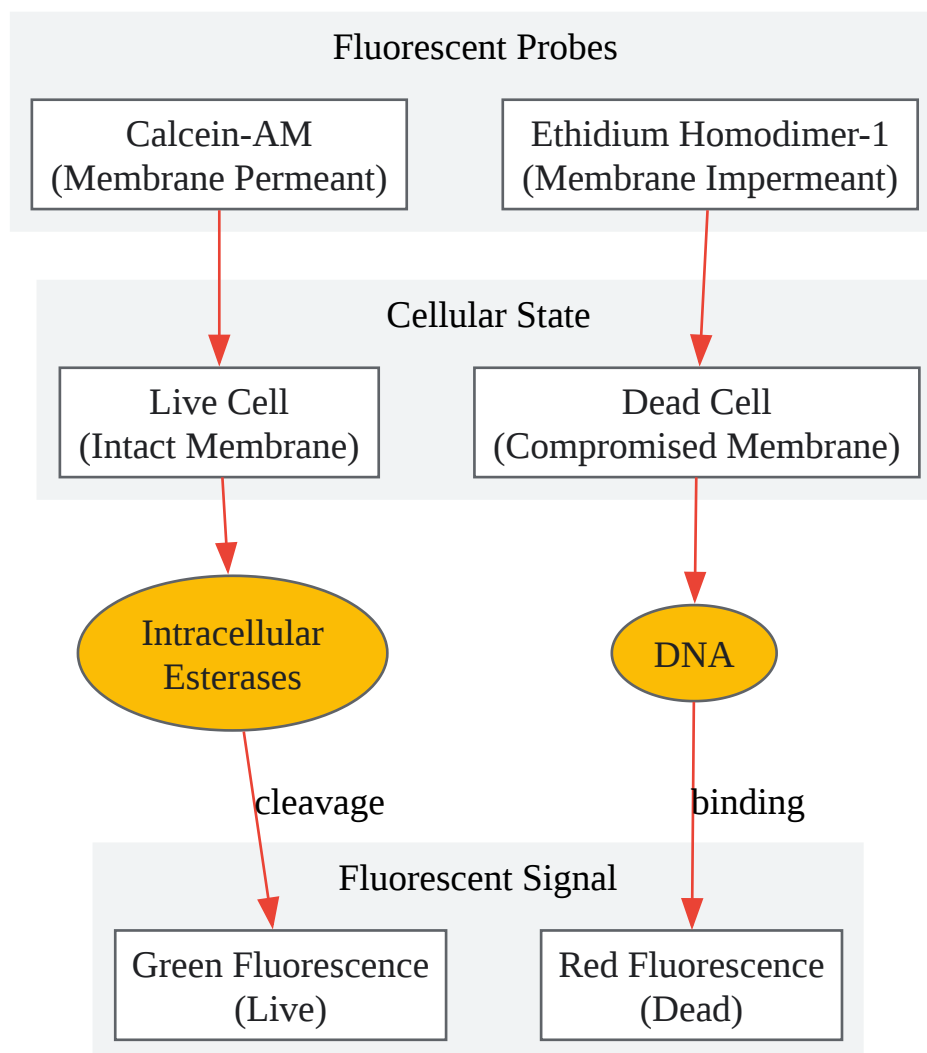 Fluorescent Probes
Calcein-AM
(Membrane Permeant)
Ethidium Homodimer-1
(Membrane Impermeant)
Cellular State
Live Cell
(Intact Membrane)
Dead Cell
(Compromised Membrane)
Intracellular
Esterases
DNA
cleavage
binding
Fluorescent Signal
Green Fluorescence
(Live)
Red Fluorescence
(Dead)